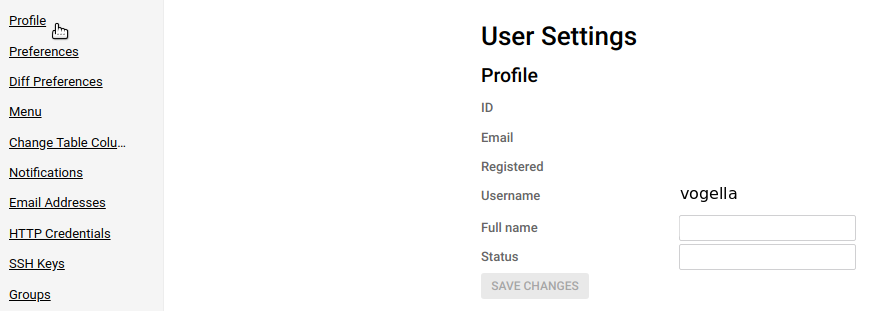 Profile
Preferences
Diff Preferences
Menu
Change Table Colu...
Notifications
Email Addresses
HTTP Credentials
SSH Keys
Groups
User Settings
Profile
ID
Email
Registered
Username vogella
Full name
Status
SAVE CHANGES